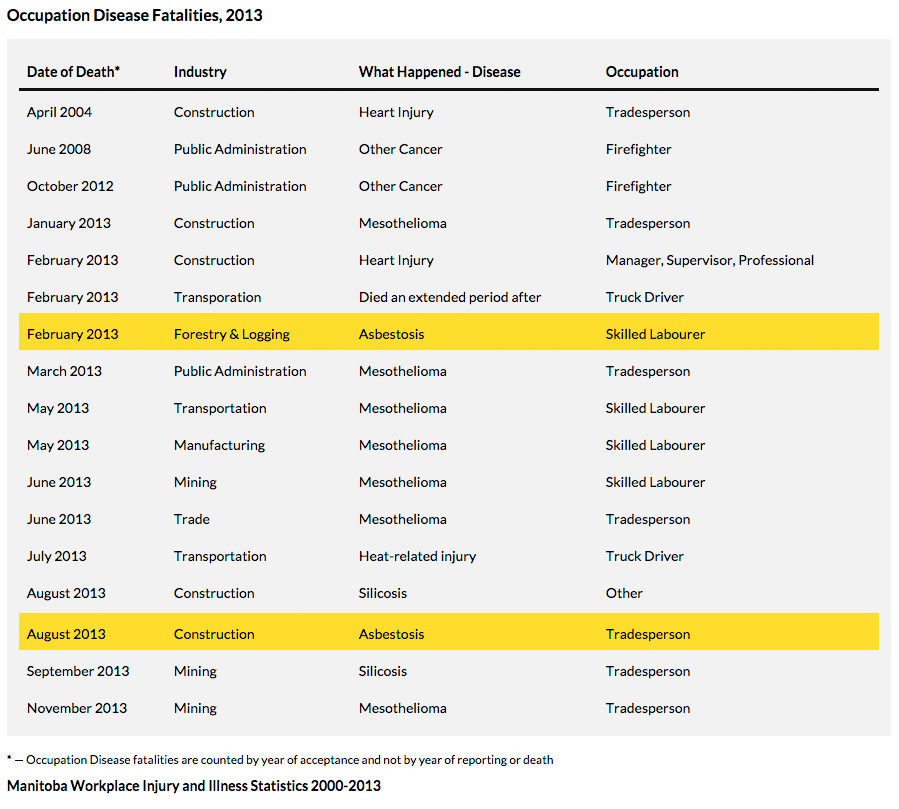 Occupation Disease Fatalities, 2013
Date of Death* Industry What Happened - Disease Occupation
April 2004 Construction Heart Injury Tradesperson
June 2008 Public Administration Other Cancer Firefighter
October 2012 Public Administration Other Cancer Firefighter
January 2013 Construction Mesothelioma Tradesperson
February 2013 Construction Heart Injury Manager, Supervisor, Professional
February 2013 Transporation Died an extended period after Truck Driver
February 2013 Forestry & Logging Asbestosis Skilled Labourer
March 2013 Public Administration Mesothelioma Tradesperson
May 2013 Transportation Mesothelioma Skilled Labourer
May 2013 Manufacturing Mesothelioma Skilled Labourer
June 2013 Mining Mesothelioma Skilled Labourer
June 2013 Trade Mesothelioma Tradesperson
July 2013 Transportation Heat-related injury Truck Driver
August 2013 Construction Silicosis Other
August 2013 Construction Asbestosis Tradesperson
September 2013 Mining Silicosis Tradesperson
November 2013 Mining Mesothelioma Tradesperson
* — Occupation Disease fatalities are counted by year of acceptance and not by year of reporting or death
Manitoba Workplace Injury and Illness Statistics 2000-2013